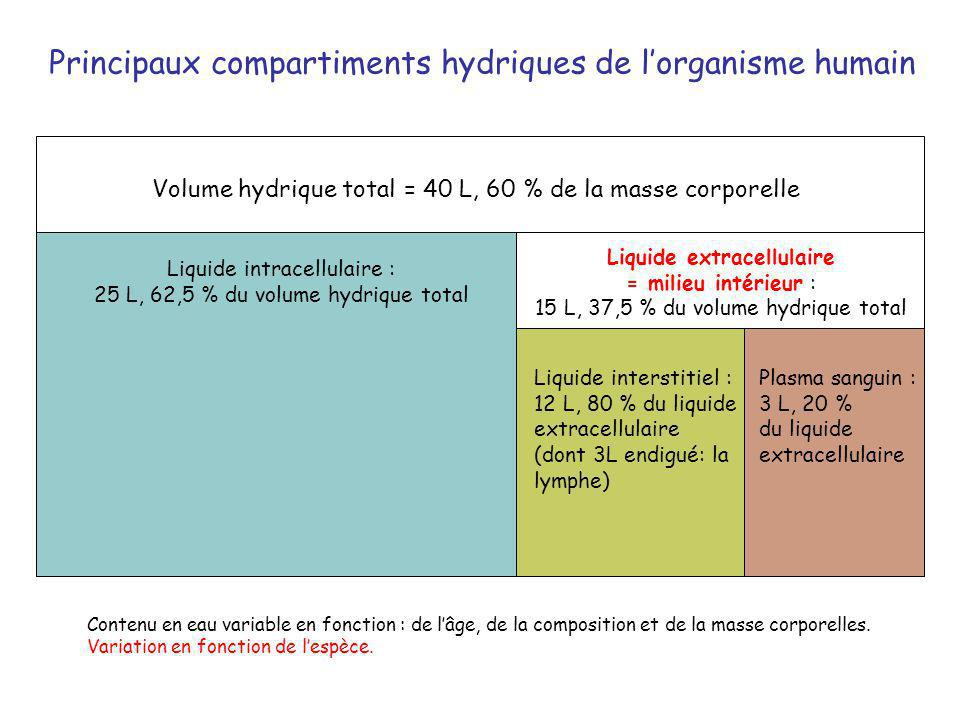 Principaux compartiments hydriques de l’organisme humain
Volume hydrique total = 40 L, 60 % de la masse corporelle
Liquide intracellulaire :
25 L, 62,5 % du volume hydrique total
Liquide extracellulaire
= milieu intérieur :
15 L, 37,5 % du volume hydrique total
Liquide interstitiel :
12 L, 80 % du liquide
extracellulaire
(dont 3L endigué: la
lymphe)
Plasma sanguin :
3 L, 20 %
du liquide
extracellulaire
Contenu en eau variable en fonction : de l’âge, de la composition et de la masse corporelles.
Variation en fonction de l’espèce.